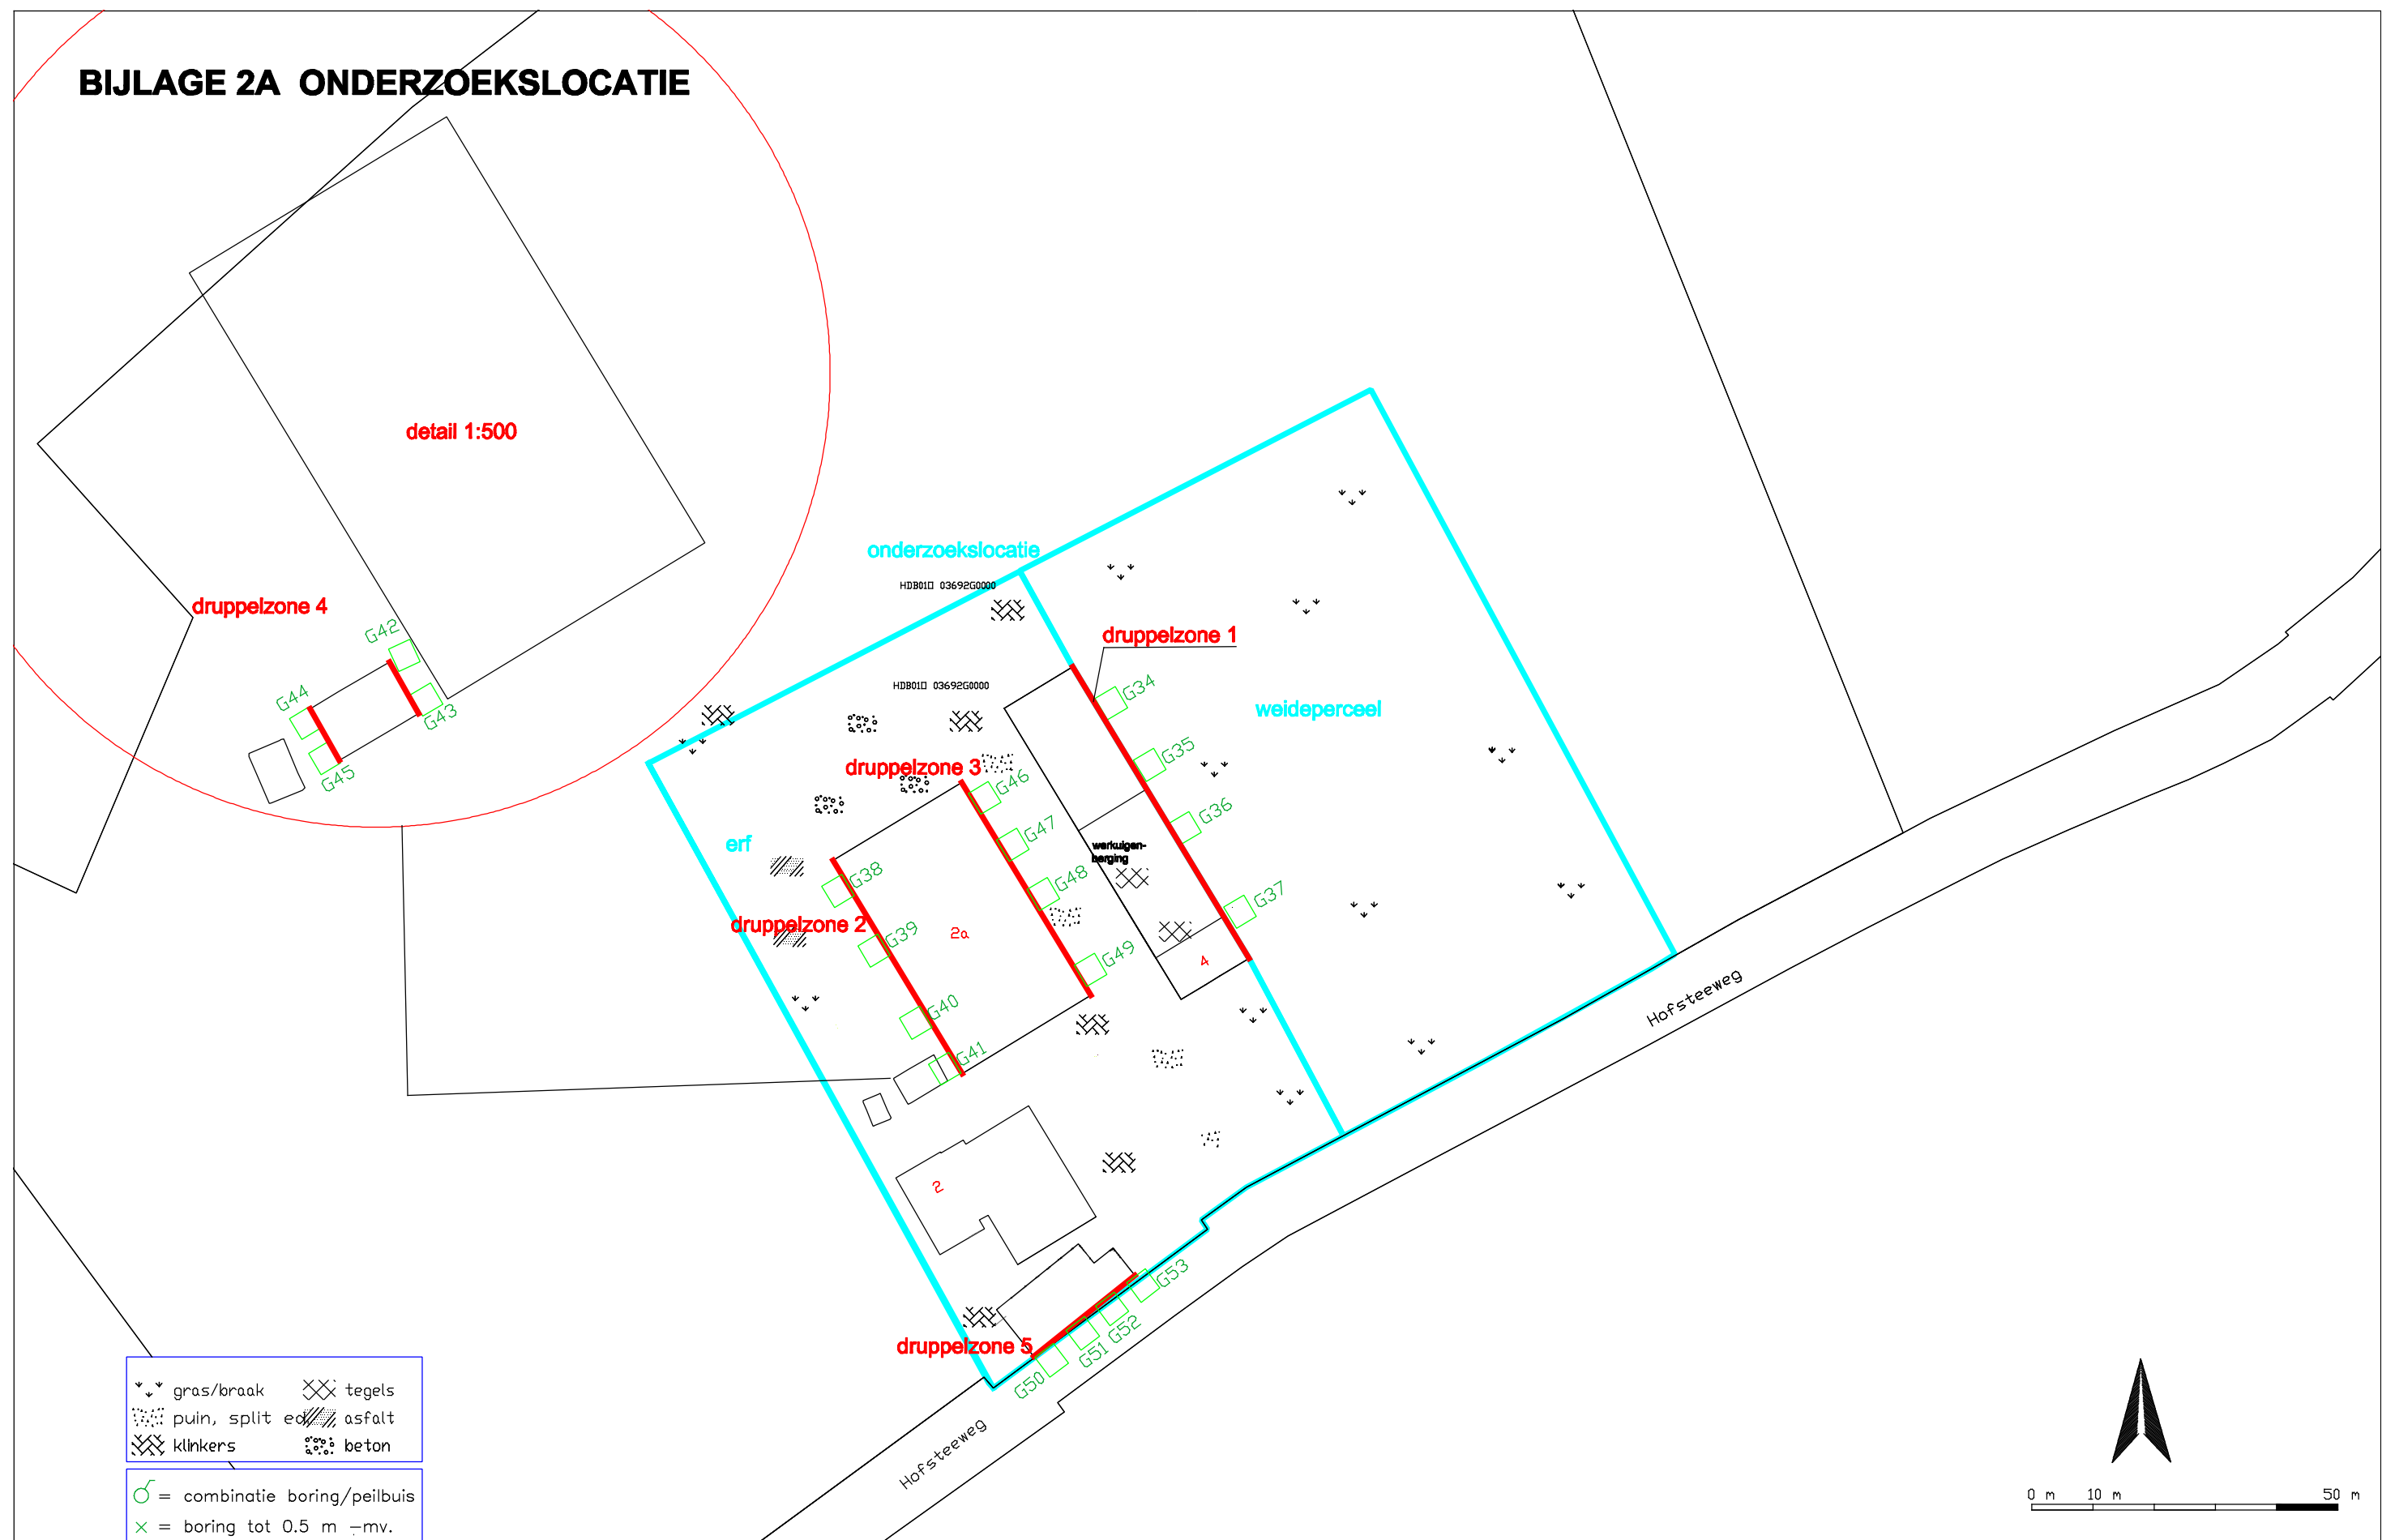 BIJLAGE 2A ONDERZOEKSLOCATIE
detail 1:500
onderzoekslocatie
druppelzone 4
G42
G44
G43
G45
druppelzone 1
G34
weideperceel
G35
druppelzone 3
G46
G36
G47
erf
werkuigen-
berging
G38
G48
G37
druppelzone 2
G39
2a
G49
4
G40
G41
Hofsteeweg
2
G53
G52
druppelzone 5
G51
G50
Hofsteeweg
gras/braak
tegels
puin, split ed
asfalt
klinkers
beton
= combinatie boring/peilbuis
= boring tot 0.5 m -mv.
0 m 10 m 50 m